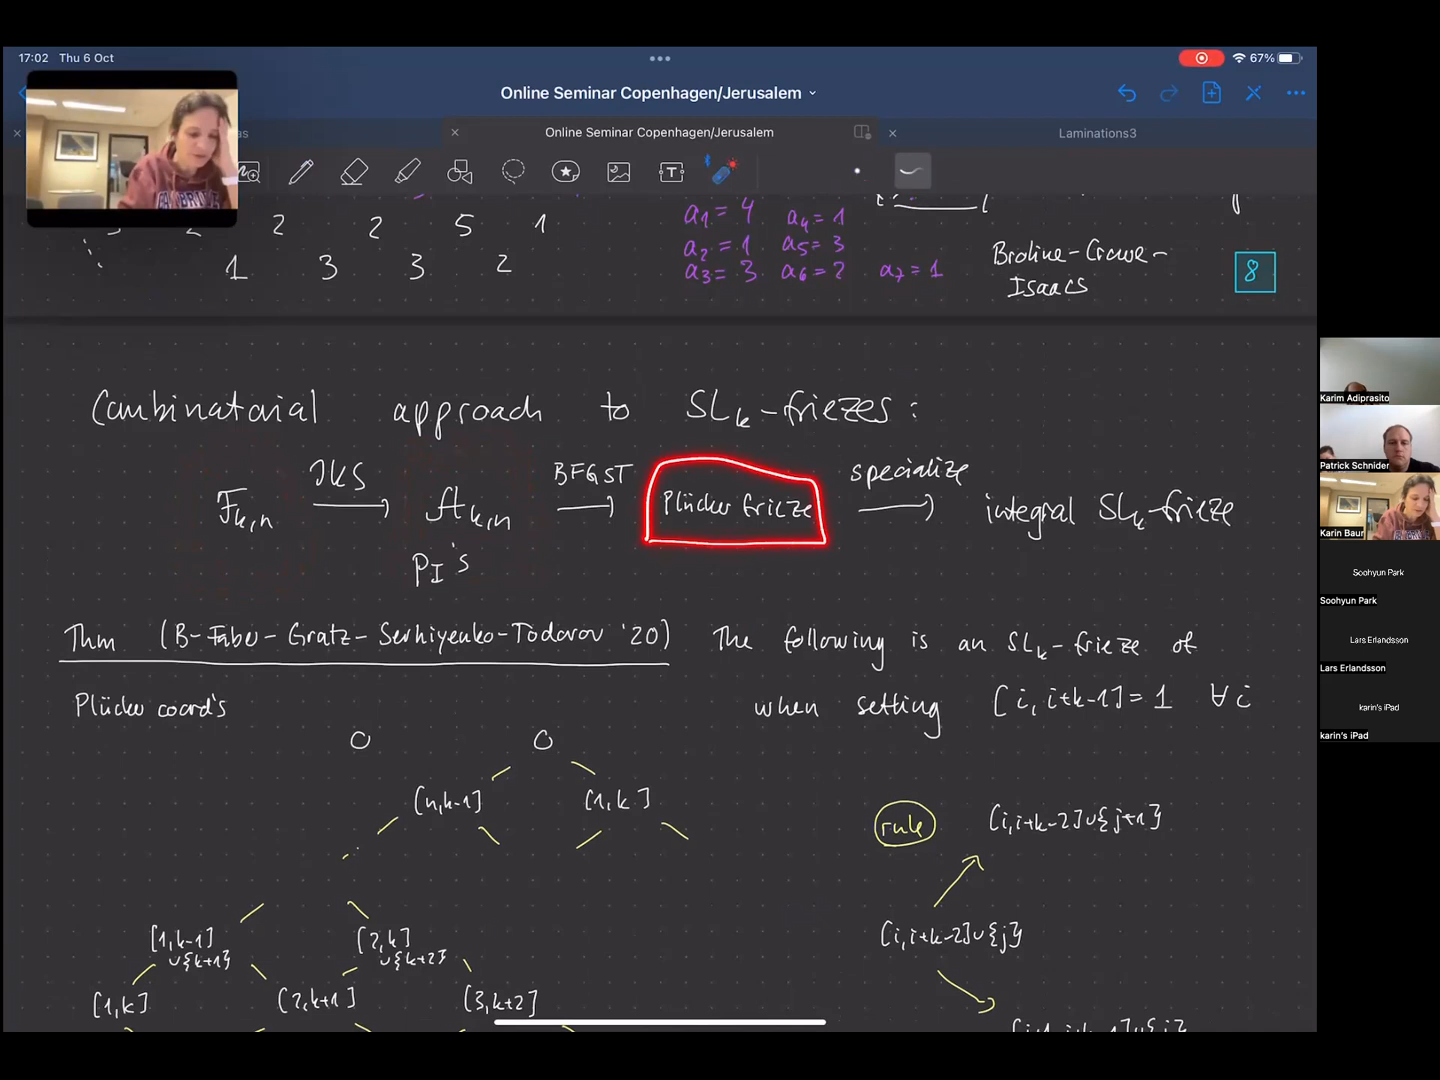 17:02 Thu 6 Oct
67%
Online Seminar Copenhagen/Jerusalem
as
Online Seminar Copenhagen/Jerusalem
Laminations3
T
2 2 5 1
1 3 3 2
a1 = 4 a4 = 1
a2 = 1 a5 = 3
a3 = 3 a6 = 2 a7 = 1
Broline-Crowe-
Isaacs
8
Combinatorial approach to SLk-friezes:
JKS BFGST specialize
Fk,n → Ak,n → Plücker frieze → integral SLk-frieze
PI's
Thm (B-Faber-Gratz-Serhiyenko-Todorov '20) The following is an SLk-frieze of
Plücker coord's when setting [i, i+k-1] = 1 ∀i
0 0
[n,k-1] [1,k]
rule [i,i+k-2]∪{j+1}
[1,k-1] [2,k] [i,i+k-2]∪{j}
∪{k+1} ∪{k+2}
[1,k] [2,k+1] [3,k+2]
Karim Adiprasito
Patrick Schnider
Karin Baur
Soohyun Park
Soohyun Park
Lars Erlandsson
Lars Erlandsson
karin's iPad
karin's iPad